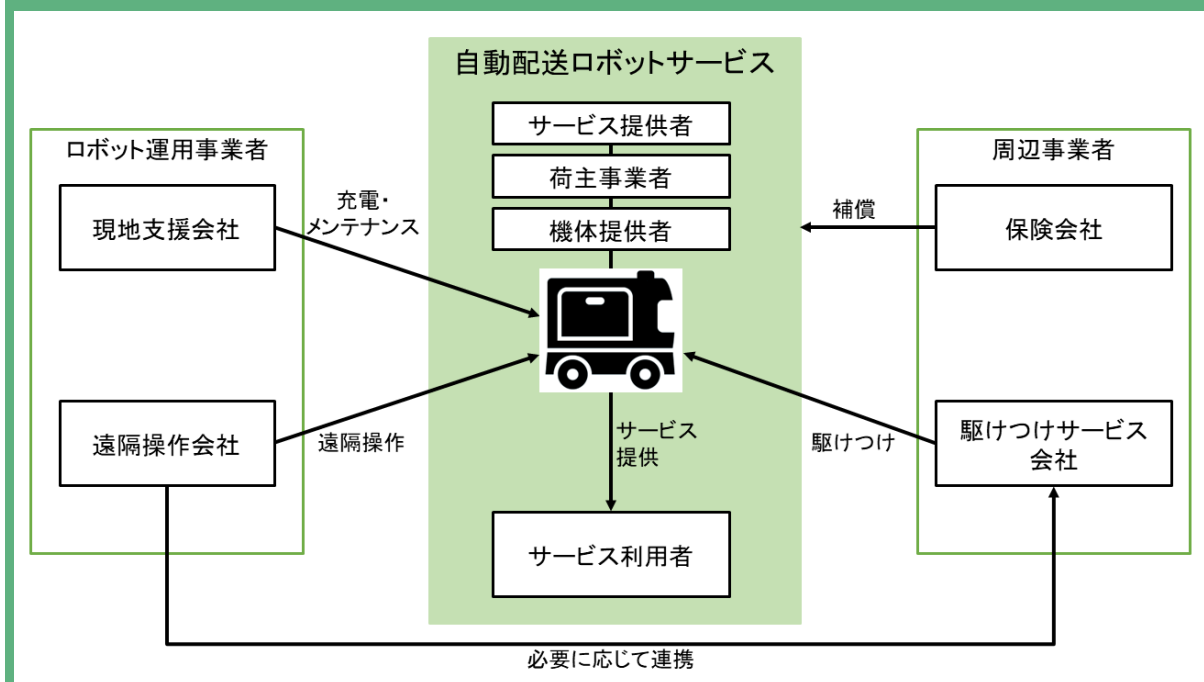 自動配送ロボットサービス
サービス提供者
荷主事業者
機体提供者
ロボット運用事業者
現地支援会社
充電・
メンテナンス
遠隔操作会社
遠隔操作
サービス
提供
サービス利用者
周辺事業者
保険会社
補償
駆けつけサービス
会社
駆けつけ
必要に応じて連携